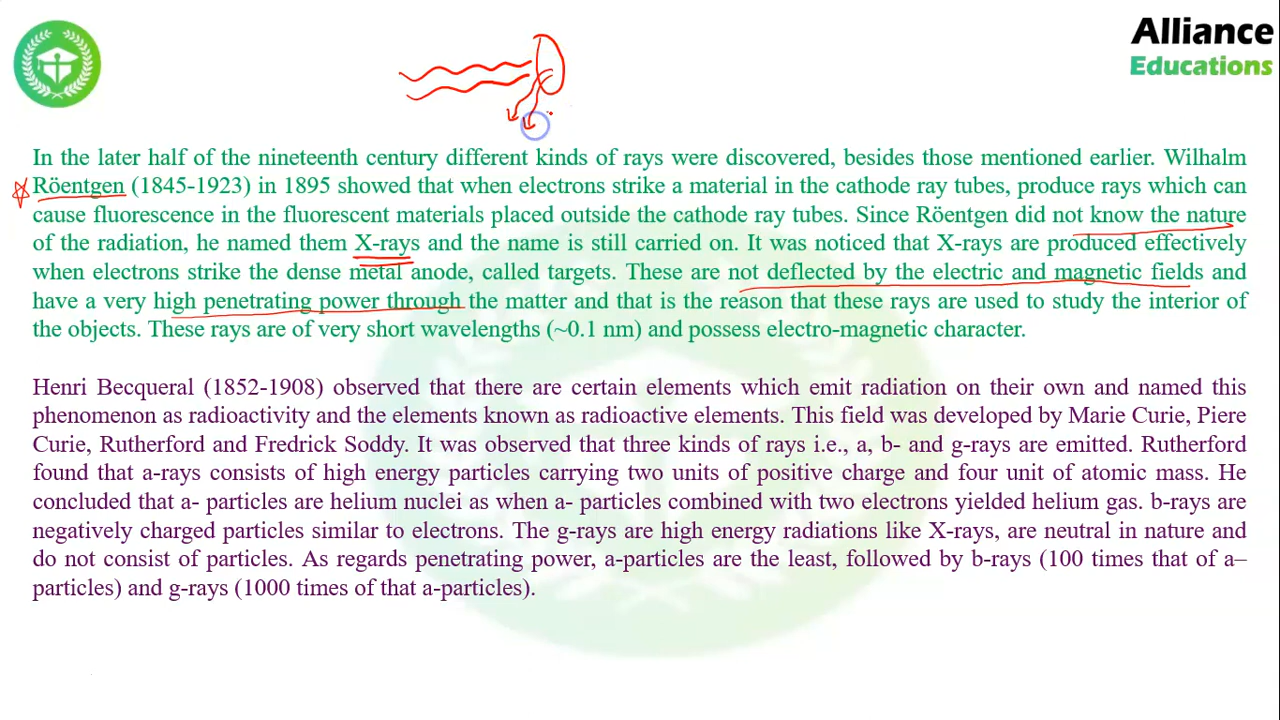 Alliance
Educations
In the later half of the nineteenth century different kinds of rays were discovered, besides those mentioned earlier. Wilhalm
Röentgen (1845-1923) in 1895 showed that when electrons strike a material in the cathode ray tubes, produce rays which can
cause fluorescence in the fluorescent materials placed outside the cathode ray tubes. Since Röentgen did not know the nature
of the radiation, he named them X-rays and the name is still carried on. It was noticed that X-rays are produced effectively
when electrons strike the dense metal anode, called targets. These are not deflected by the electric and magnetic fields and
have a very high penetrating power through the matter and that is the reason that these rays are used to study the interior of
the objects. These rays are of very short wavelengths (~0.1 nm) and possess electro-magnetic character.
Henri Becqueral (1852-1908) observed that there are certain elements which emit radiation on their own and named this
phenomenon as radioactivity and the elements known as radioactive elements. This field was developed by Marie Curie, Piere
Curie, Rutherford and Fredrick Soddy. It was observed that three kinds of rays i.e., a, b- and g-rays are emitted. Rutherford
found that a-rays consists of high energy particles carrying two units of positive charge and four unit of atomic mass. He
concluded that a- particles are helium nuclei as when a- particles combined with two electrons yielded helium gas. b-rays are
negatively charged particles similar to electrons. The g-rays are high energy radiations like X-rays, are neutral in nature and
do not consist of particles. As regards penetrating power, a-particles are the least, followed by b-rays (100 times that of a–
particles) and g-rays (1000 times of that a-particles).